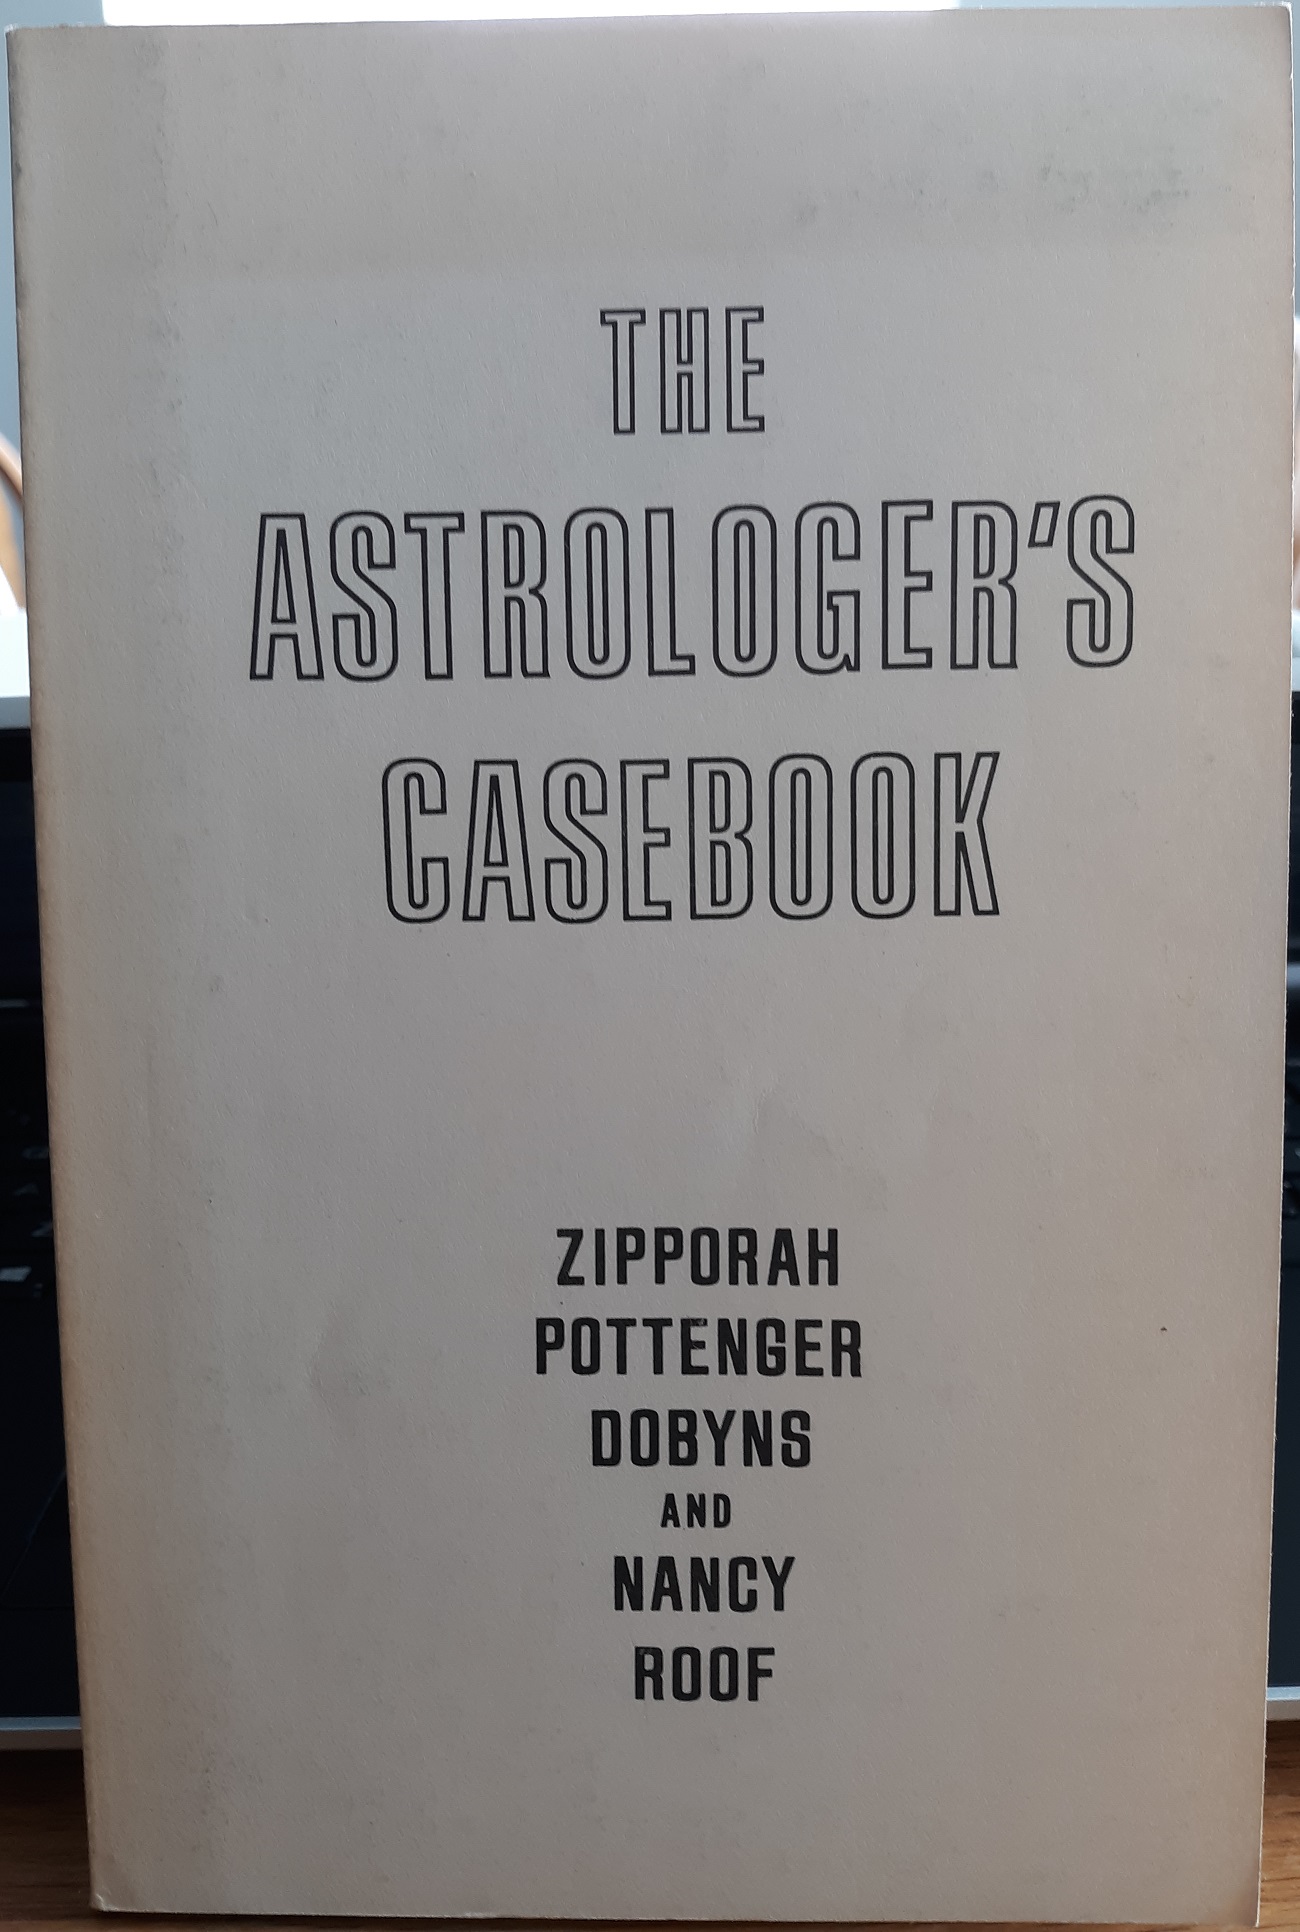 THE
ASTROLOGER'S
CASEBOOK
ZIPPORAH
POTTENGER
DOBYNS
AND
NANCY
ROOF